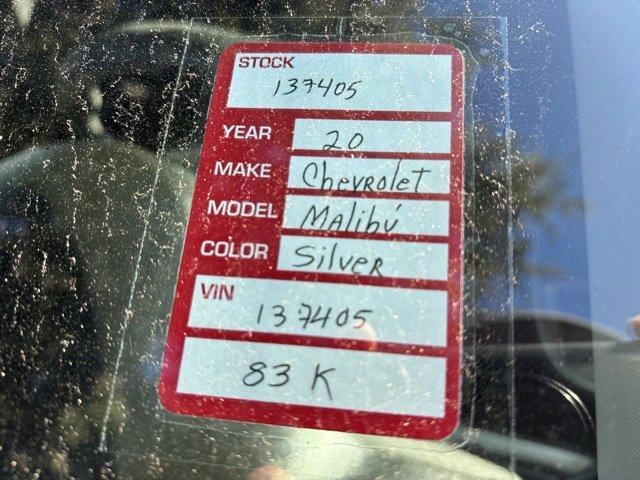 STOCK
137405
YEAR 20
MAKE Chevrolet
MODEL Malibú
COLOR Silver
VIN
137405
83 K